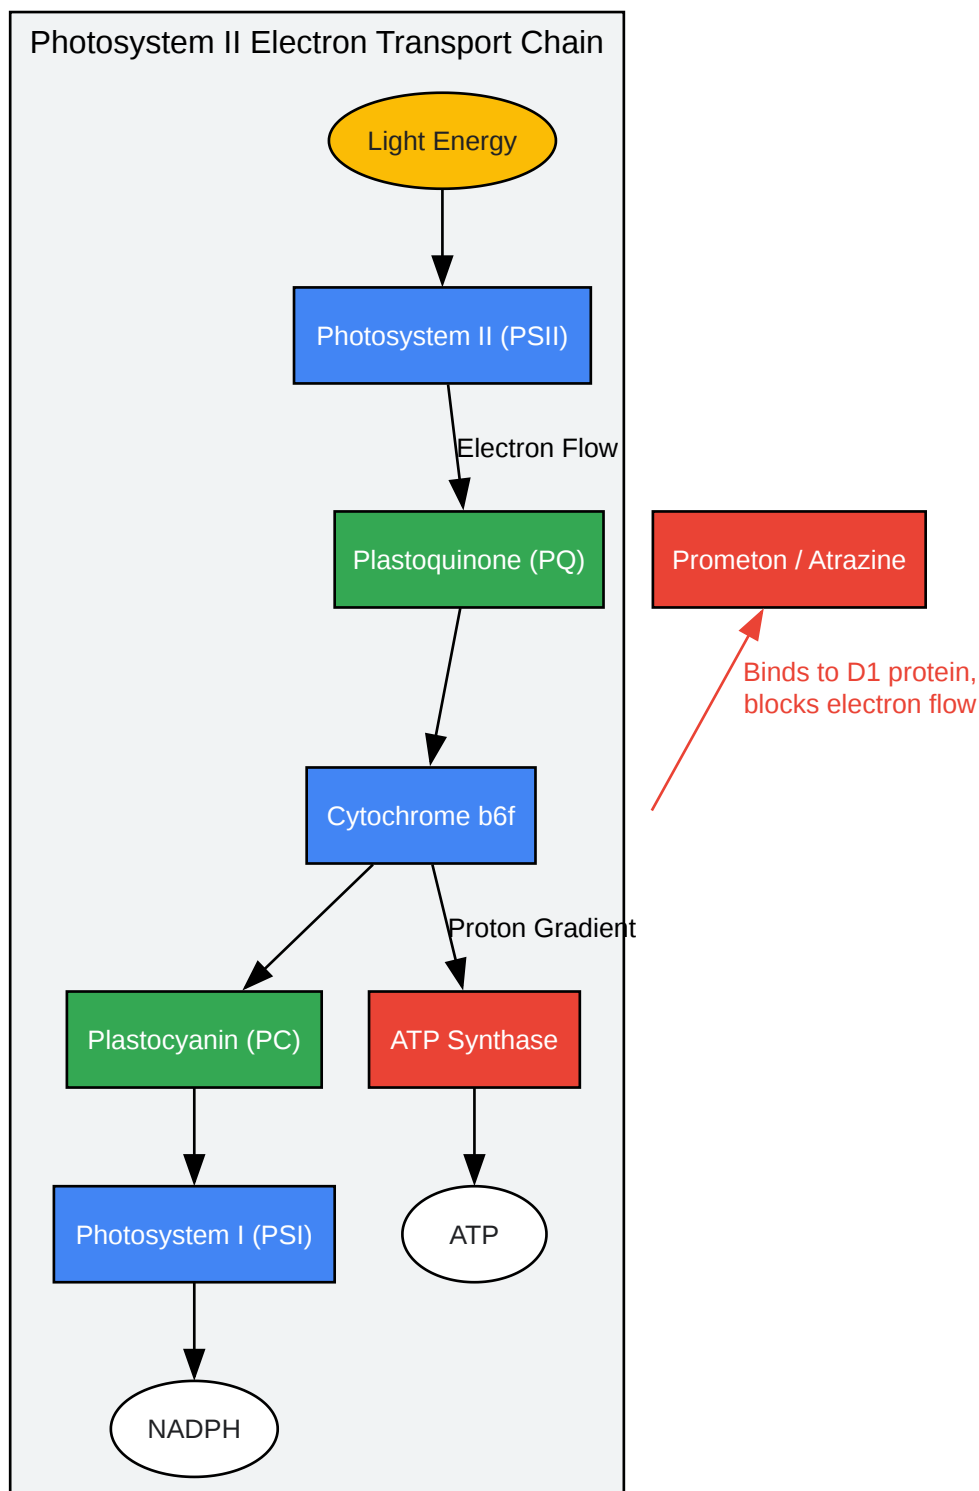 Photosystem II Electron Transport Chain
Light Energy
Photosystem II (PSII)
Electron Flow
Plastoquinone (PQ)
Prometon / Atrazine
Binds to D1 protein,
blocks electron flow
Cytochrome b6f
Proton Gradient
Plastocyanin (PC)
ATP Synthase
Photosystem I (PSI)
ATP
NADPH